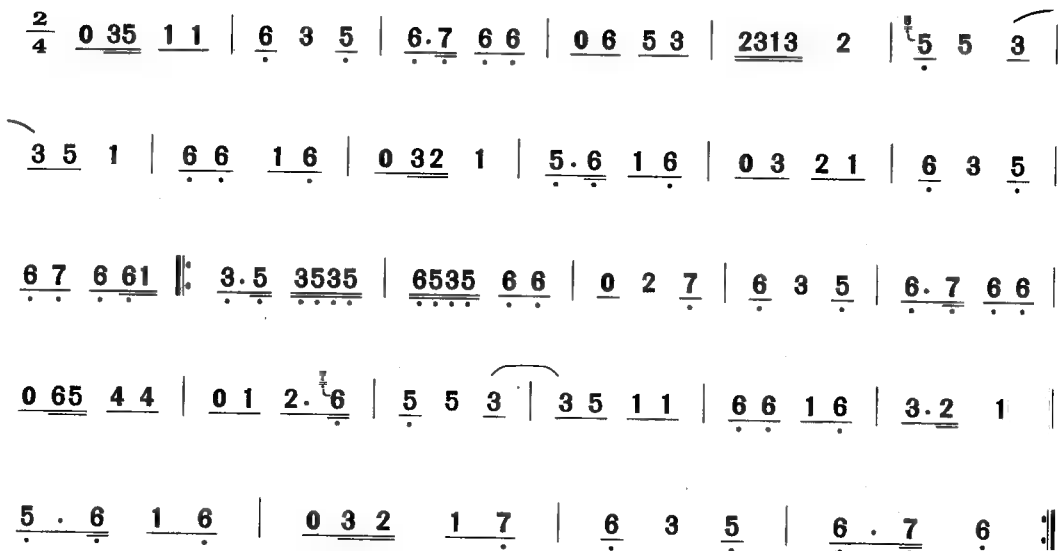 2/4 0 35 1 1 | 6 3 5 | 6·7 6 6 | 0 6 5 3 | 2313 2 | 5 5 3 |
3 5 1 | 6 6 1 6 | 0 32 1 | 5·6 1 6 | 0 3 2 1 | 6 3 5 |
6 7 6 61 ‖: 3·5 3535 | 6535 6 6 | 0 2 7 | 6 3 5 | 6·7 6 6 |
0 65 4 4 | 0 1 2·6 | 5 5 3 | 3 5 1 1 | 6 6 1 6 | 3·2 1 ‖
5·6 1 6 | 0 3 2 1 7 | 6 3 5 | 6·7 6 :‖